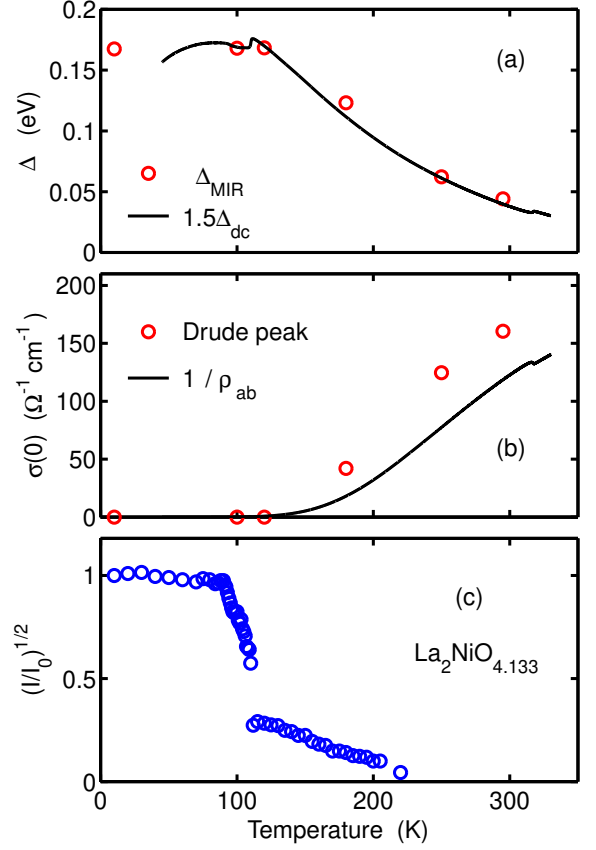 0.2
0.15
0.1
0.05
0
Δ (eV)
(a)
Δ_MIR
1.5Δ_dc
200
150
100
50
0
σ(0) (Ω⁻¹ cm⁻¹)
Drude peak
1 / ρ_ab
(b)
1
0.5
0
(I/I₀)^1/2
(c)
La₂NiO₄.₁₃₃
0 100 200 300
Temperature (K)